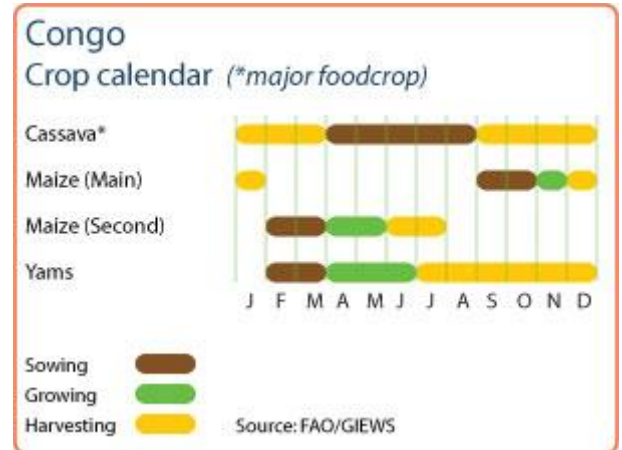 Congo
Crop calendar (*major foodcrop)
Cassava*
Maize (Main)
Maize (Second)
Yams
J F M A M J J A S O N D
Sowing
Growing
Harvesting
Source: FAO/GIEWS